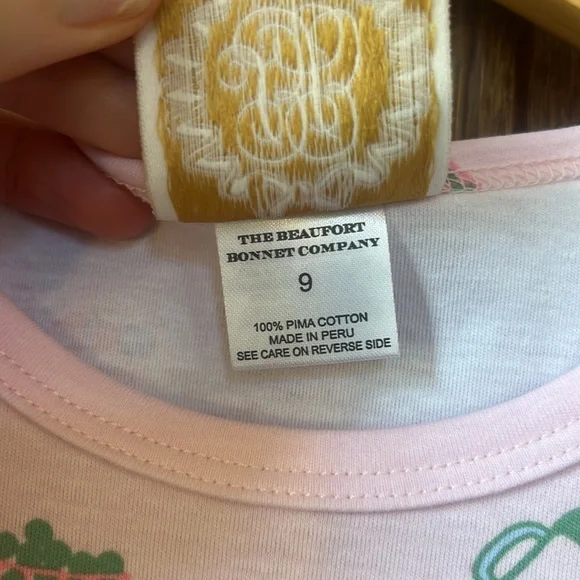 THE BEAUFORT
BONNET COMPANY
9
100% PIMA COTTON
MADE IN PERU
SEE CARE ON REVERSE SIDE